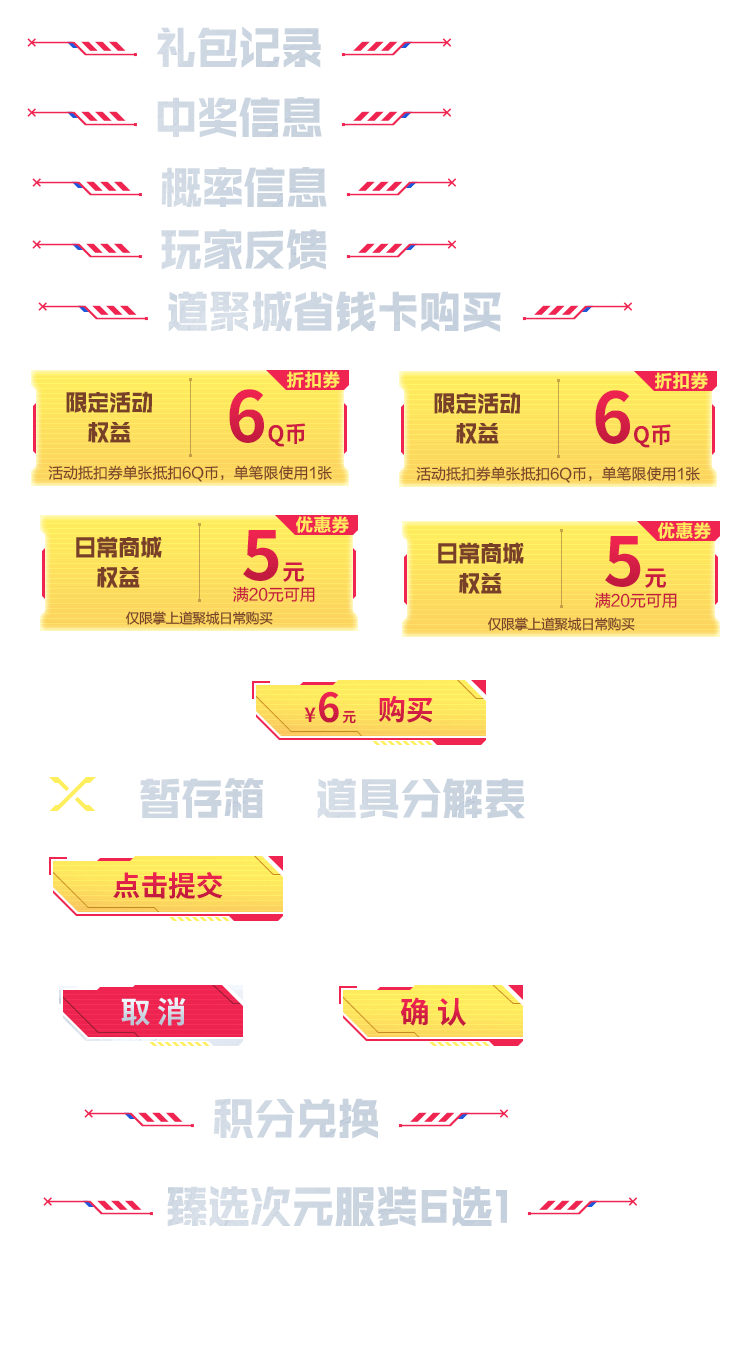 礼包记录
中奖信息
概率信息
玩家反馈
道聚城省钱卡购买
折扣券
限定活动
权益
6Q币
活动抵扣券单张抵扣6Q币，单笔限使用1张
折扣券
限定活动
权益
6Q币
活动抵扣券单张抵扣6Q币，单笔限使用1张
优惠券
日常商城
权益
5元
满20元可用
仅限掌上道聚城日常购买
优惠券
日常商城
权益
5元
满20元可用
仅限掌上道聚城日常购买
¥6元 购买
暂存箱 道具分解表
点击提交
取消 确认
积分兑换
臻选次元服装6选1